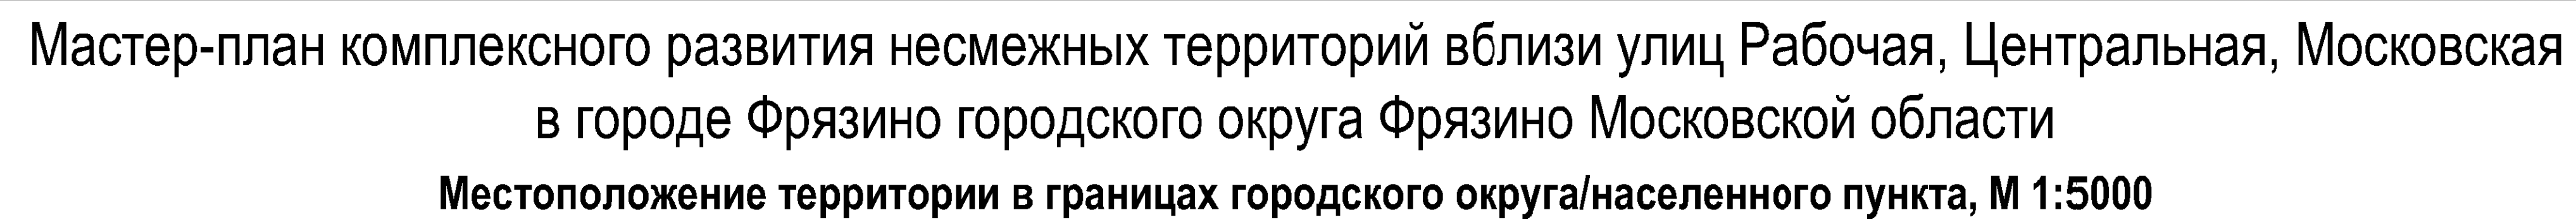 Мастер-план комплексного развития несмежных территорий вблизи улиц Рабочая, Центральная, Московская
в городе Фрязино городского округа Фрязино Московской области
Местоположение территории в границах городского округа/населенного пункта, М 1:5000